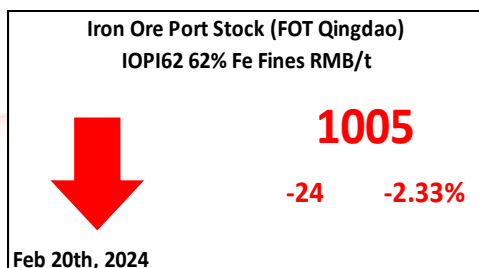 Iron Ore Port Stock (FOT Qingdao)
IOPI62 62% Fe Fines RMB/t
1005
-24 -2.33%
Feb 20th, 2024